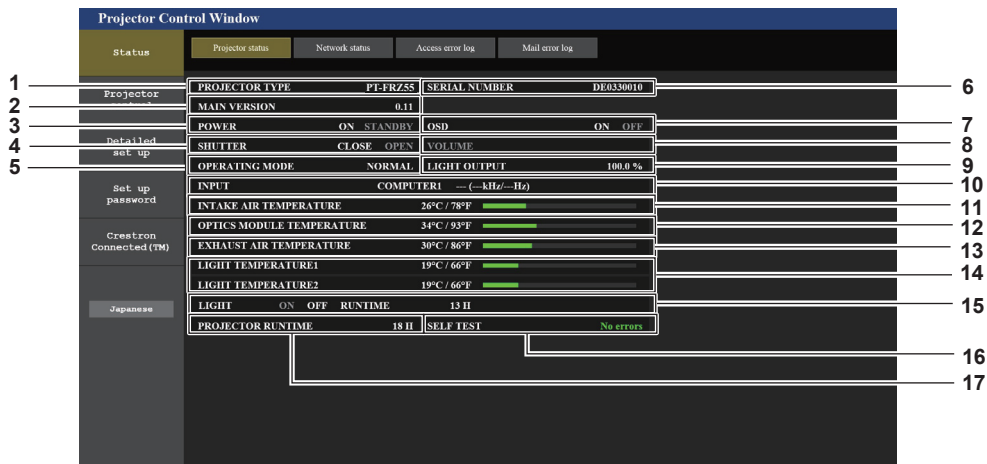 Projector Control Window
Status
Projector status Network status Access error log Mail error log
1 PROJECTOR TYPE PT-FRZ55 SERIAL NUMBER DE0330010 6
Projector
2 MAIN VERSION 0.11
3 POWER ON STANDBY OSD ON OFF 7
Detailed
set up
4 SHUTTER CLOSE OPEN VOLUME 8
5 OPERATING MODE NORMAL LIGHT OUTPUT 100.0 % 9
Set up
password
INPUT COMPUTER1 --- (---kHz/---Hz) 10
INTAKE AIR TEMPERATURE 26°C / 78°F 11
OPTICS MODULE TEMPERATURE 34°C / 93°F 12
Crestron
Connected(TM)
EXHAUST AIR TEMPERATURE 30°C / 86°F 13
LIGHT TEMPERATURE1 19°C / 66°F 14
LIGHT TEMPERATURE2 19°C / 66°F
Japanese
LIGHT ON OFF RUNTIME 13 H 15
PROJECTOR RUNTIME 18 H SELF TEST No errors
16
17